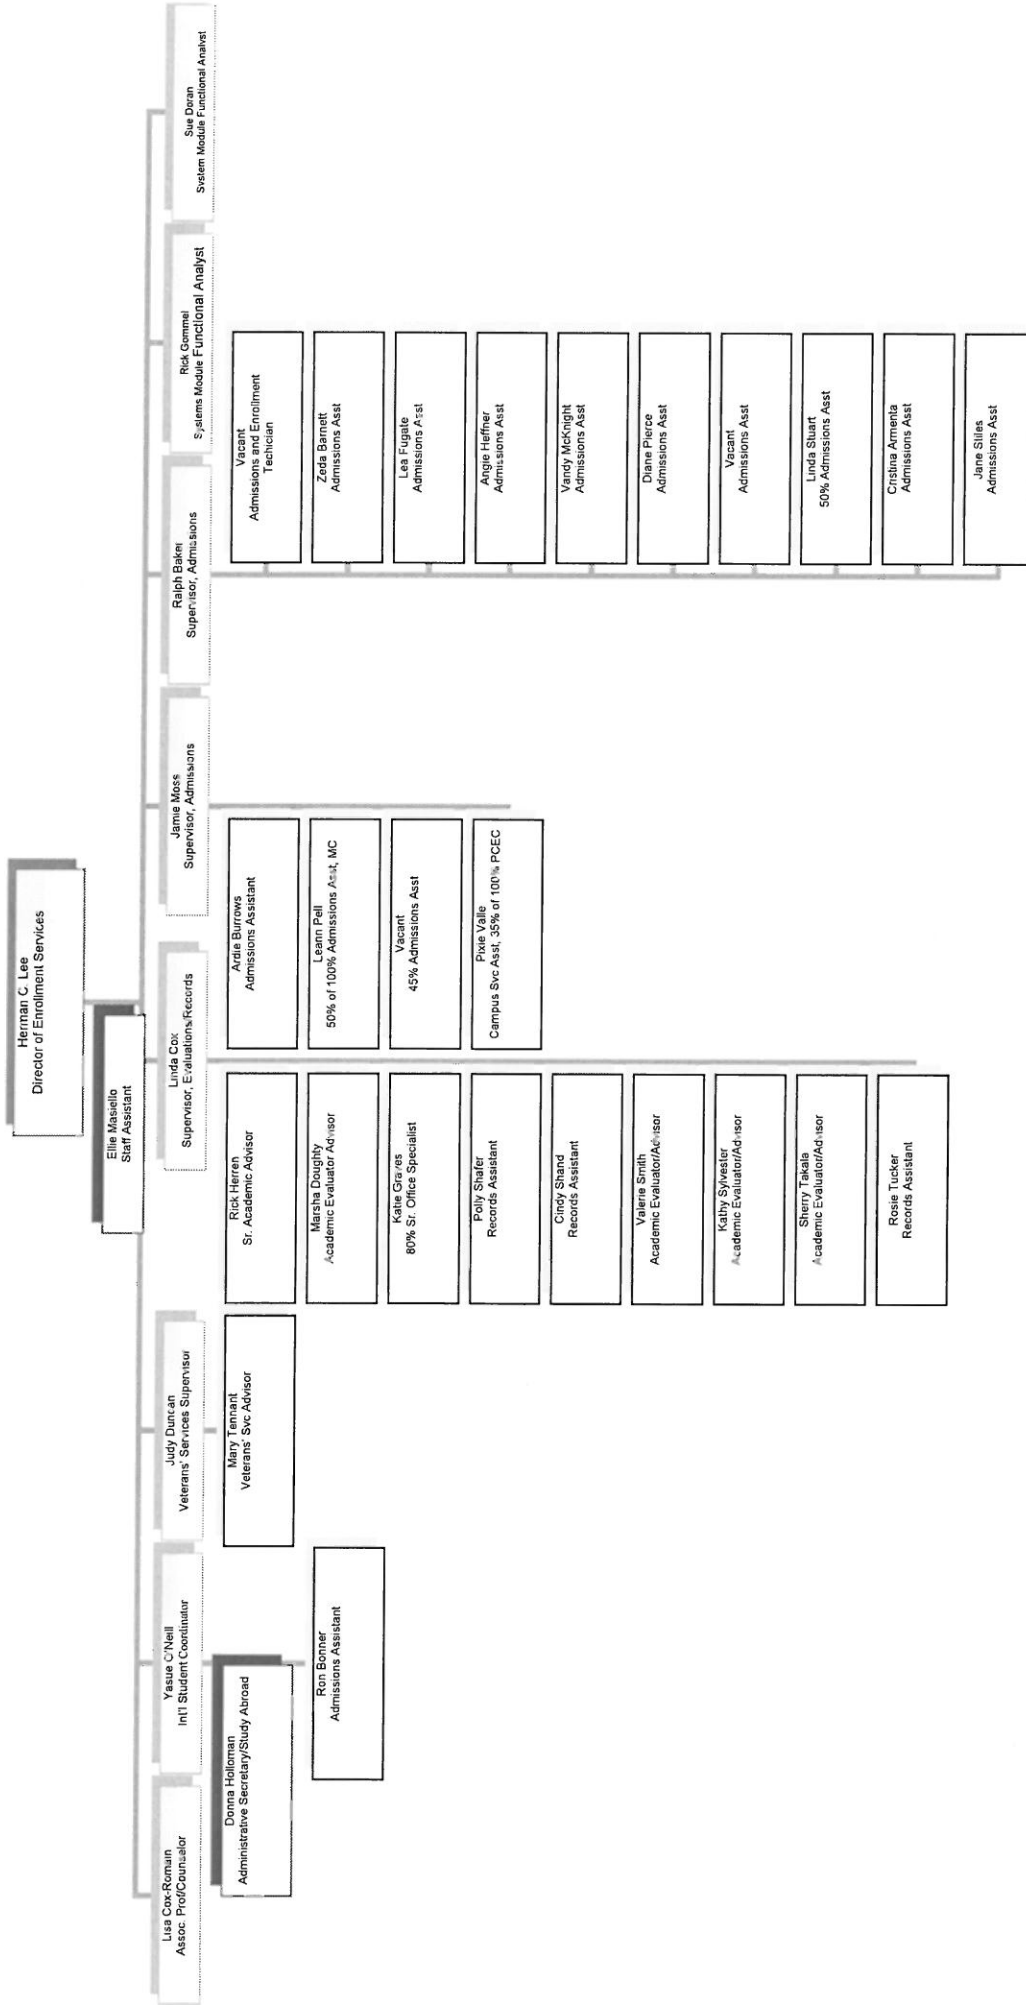 Herman C. Lee
Director of Enrollment Services
Ellie Masiello
Staff Assistant
Lisa Cox-Romain
Assoc. Prof/Counselor
Yasue O'Neill
Int'l Student Coordinator
Judy Duncan
Veterans' Services Supervisor
Linda Cox
Supervisor, Evaluations/Records
Jamie Moss
Supervisor, Admissions
Ralph Baker
Supervisor, Admissions
Rick Gommel
Systems Module Functional Analyst
Sue Doran
System Module Functional Analyst
Donna Holloman
Administrative Secretary/Study Abroad
Ron Bonner
Admissions Assistant
Mary Tennant
Veterans' Svc Advisor
Rick Herren
Sr. Academic Advisor
Marsha Doughty
Academic Evaluator Advisor
Katie Graves
80% Sr. Office Specialist
Polly Shafer
Records Assistant
Cindy Shand
Records Assistant
Valerie Smith
Academic Evaluator/Advisor
Kathy Sylvester
Academic Evaluator/Advisor
Sherry Takala
Academic Evaluator/Advisor
Rosie Tucker
Records Assistant
Ardie Burrows
Admissions Assistant
Leann Pell
50% of 100% Admissions Asst, MC
Vacant
45% Admissions Asst
Pixie Valle
Campus Svc Asst, 35% of 100% PCEC
Vacant
Admissions and Enrollment
Techician
Zeda Barnett
Admissions Asst
Lea Fugate
Admissions Asst
Angie Heffner
Admissions Asst
Vandy McKnight
Admissions Asst
Diane Pierce
Admissions Asst
Vacant
Admissions Asst
Linda Stuart
50% Admissions Asst
Cristina Armenta
Admissions Asst
Jane Stiles
Admissions Asst